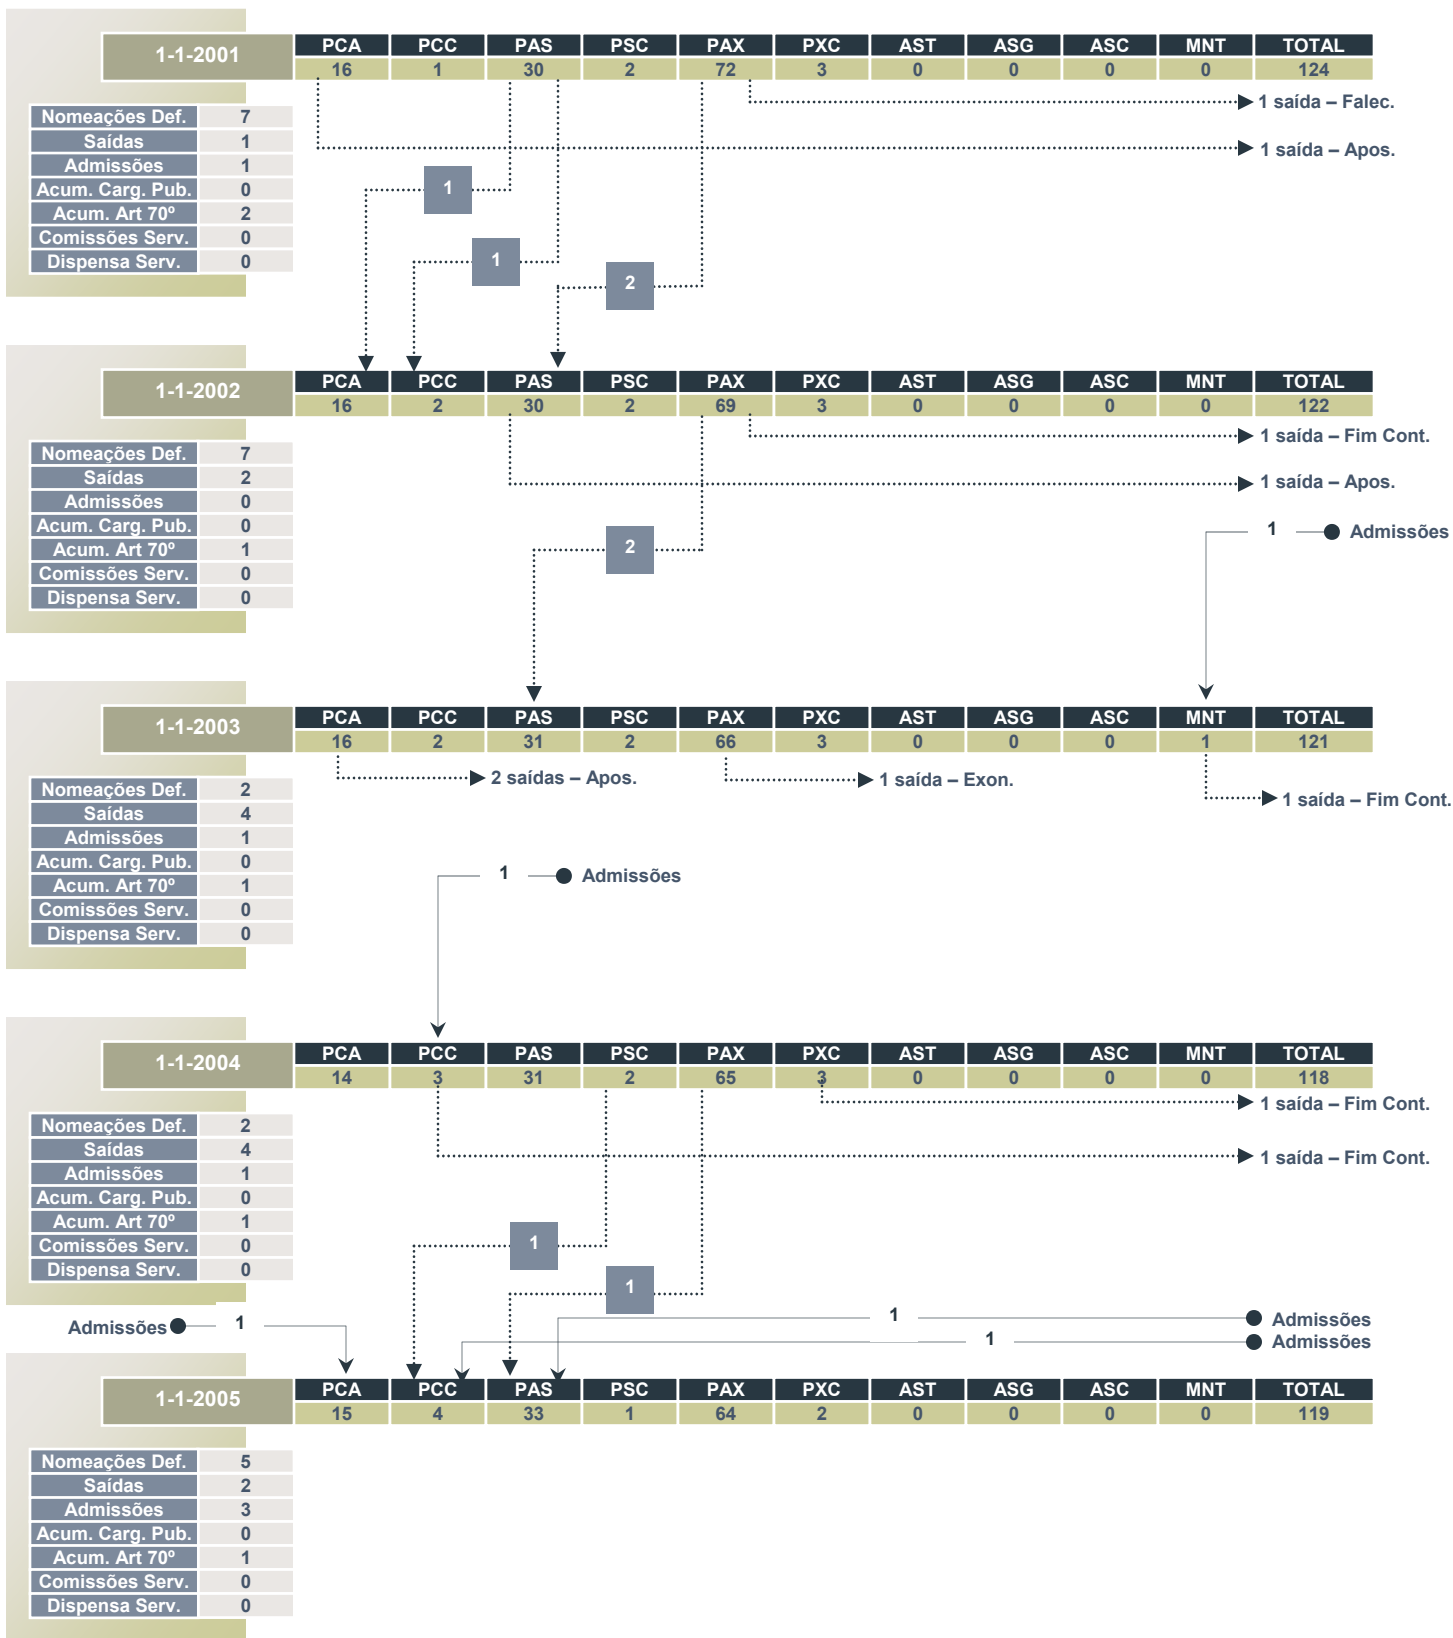 1-1-2001 PCA PCC PAS PSC PAX PXC AST ASG ASC MNT TOTAL
16 1 30 2 72 3 0 0 0 0 124
1 saída – Falec.
Nomeações Def. 7
Saídas 1
1 saída – Apos.
Admissões 1
Acum. Carg. Pub. 0
1
Acum. Art 70º 2
Comissões Serv. 0
Dispensa Serv. 0
1
2
1-1-2002 PCA PCC PAS PSC PAX PXC AST ASG ASC MNT TOTAL
16 2 30 2 69 3 0 0 0 0 122
1 saída – Fim Cont.
Nomeações Def. 7
Saídas 2
1 saída – Apos.
Admissões 0
Acum. Carg. Pub. 0
1 Admissões
Acum. Art 70º 1
2
Comissões Serv. 0
Dispensa Serv. 0
1-1-2003 PCA PCC PAS PSC PAX PXC AST ASG ASC MNT TOTAL
16 2 31 2 66 3 0 0 0 1 121
2 saídas – Apos.
1 saída – Exon.
1 saída – Fim Cont.
Nomeações Def. 2
Saídas 4
Admissões 1
Acum. Carg. Pub. 0
Acum. Art 70º 1
1 Admissões
Comissões Serv. 0
Dispensa Serv. 0
1-1-2004 PCA PCC PAS PSC PAX PXC AST ASG ASC MNT TOTAL
14 3 31 2 65 3 0 0 0 0 118
1 saída – Fim Cont.
Nomeações Def. 2
Saídas 4
1 saída – Fim Cont.
Admissões 1
Acum. Carg. Pub. 0
Acum. Art 70º 1
1
Comissões Serv. 0
Dispensa Serv. 0
1
Admissões 1
1 Admissões
1 Admissões
1-1-2005 PCA PCC PAS PSC PAX PXC AST ASG ASC MNT TOTAL
15 4 33 1 64 2 0 0 0 0 119
Nomeações Def. 5
Saídas 2
Admissões 3
Acum. Carg. Pub. 0
Acum. Art 70º 1
Comissões Serv. 0
Dispensa Serv. 0